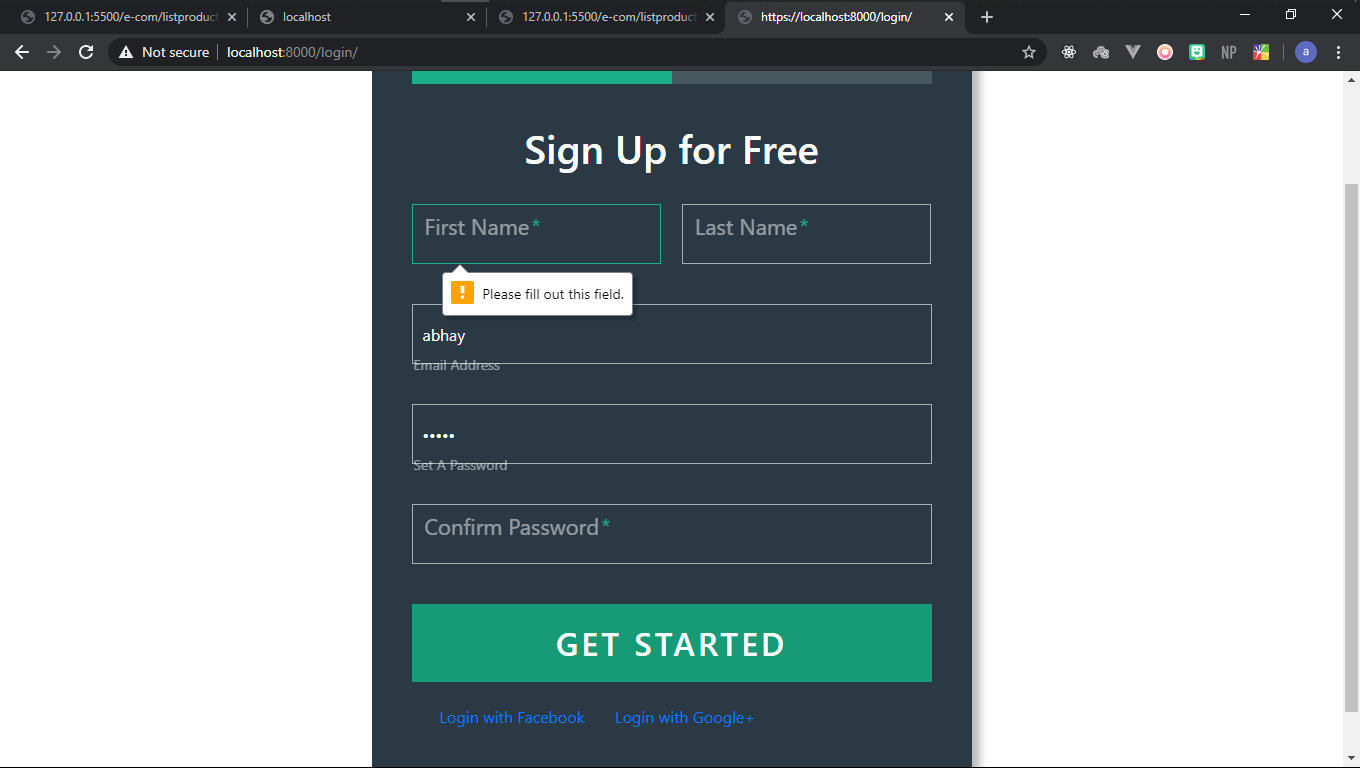 127.0.0.1:5500/e-com/listproduct
localhost
127.0.0.1:5500/e-com/listproduct
https://localhost:8000/login/
Not secure
localhost:8000/login/
NP
a
Sign Up for Free
First Name*
Last Name*
Please fill out this field.
abhay
Email Address
•••••
Set A Password
Confirm Password*
GET STARTED
Login with Facebook
Login with Google+